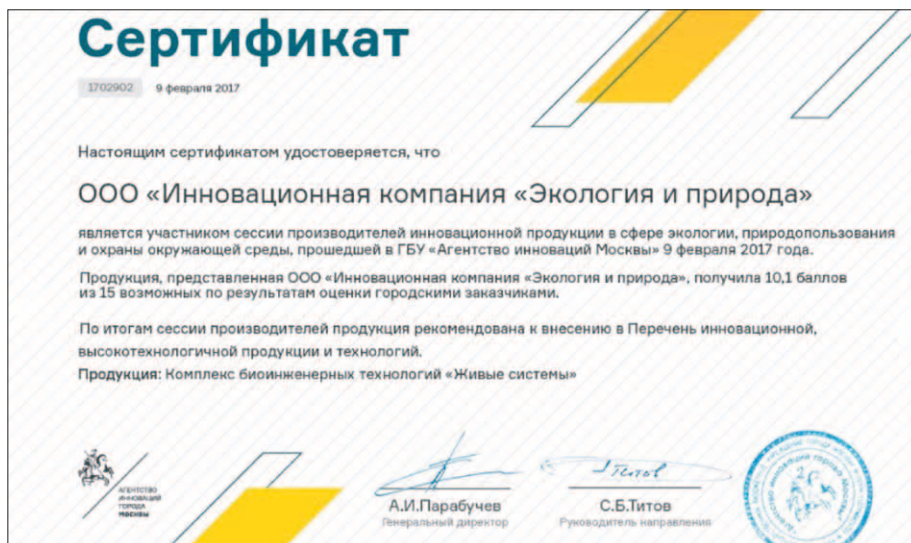 Сертификат
1702902 9 февраля 2017
Настоящим сертификатом удостоверяется, что
ООО «Инновационная компания «Экология и природа»
является участником сессии производителей инновационной продукции в сфере экологии, природопользования
и охраны окружающей среды, прошедшей в ГБУ «Агентство инноваций Москвы» 9 февраля 2017 года.
Продукция, представленная ООО «Инновационная компания «Экология и природа», получила 10,1 баллов
из 15 возможных по результатам оценки городскими заказчиками.
По итогам сессии производителей продукция рекомендована к внесению в Перечень инновационной,
высокотехнологичной продукции и технологий.
Продукция: Комплекс биоинженерных технологий «Живые системы»
АГЕНТСТВО
ИННОВАЦИЙ
ГОРОДА
МОСКВЫ
Титов
А.И.Парабучев
Генеральный директор
С.Б.Титов
Руководитель направления